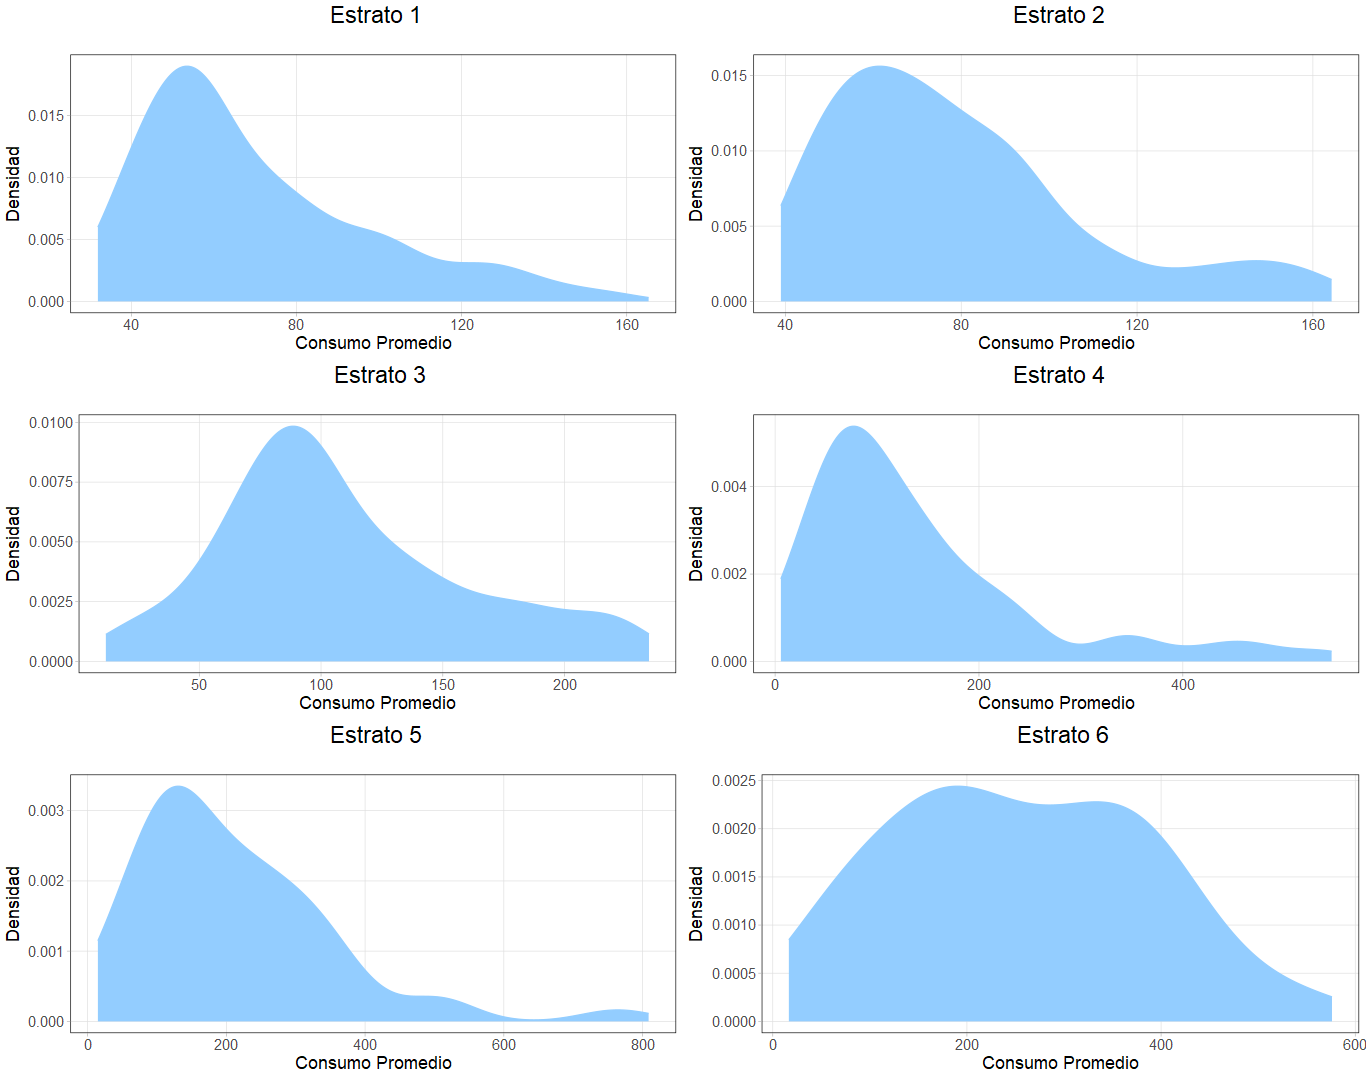 Estrato 1
Densidad
0.015
0.010
0.005
0.000
40 80 120 160
Consumo Promedio
Estrato 2
Densidad
0.015
0.010
0.005
0.000
40 80 120 160
Consumo Promedio
Estrato 3
Densidad
0.0100
0.0075
0.0050
0.0025
0.0000
50 100 150 200
Consumo Promedio
Estrato 4
Densidad
0.004
0.002
0.000
0 200 400
Consumo Promedio
Estrato 5
Densidad
0.003
0.002
0.001
0.000
0 200 400 600 800
Consumo Promedio
Estrato 6
Densidad
0.0025
0.0020
0.0015
0.0010
0.0005
0.0000
0 200 400 600
Consumo Promedio